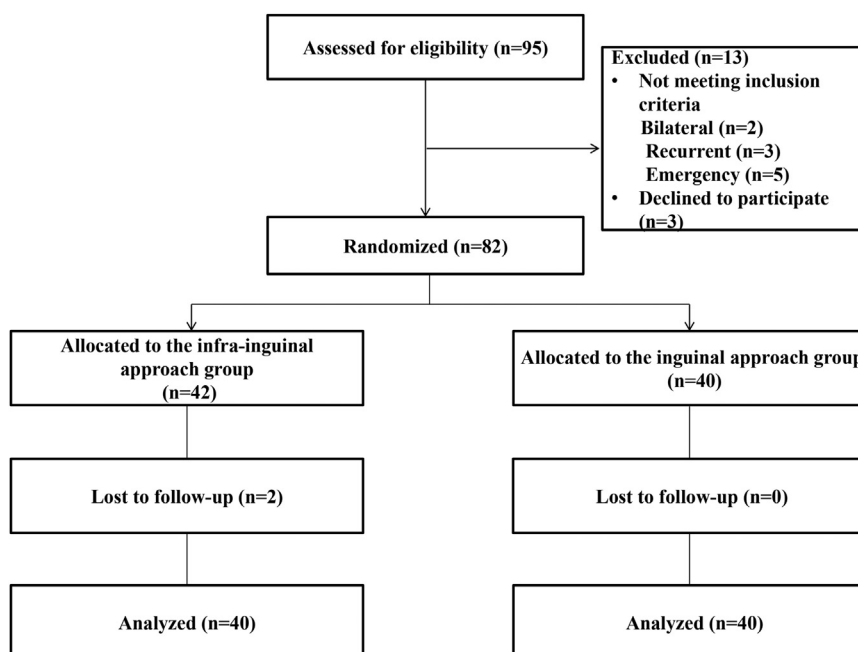 Assessed for eligibility (n=95)
Excluded (n=13)
• Not meeting inclusion
criteria
Bilateral (n=2)
Recurrent (n=3)
Emergency (n=5)
• Declined to participate
(n=3)
Randomized (n=82)
Allocated to the infra-inguinal
approach group
(n=42)
Allocated to the inguinal approach group
(n=40)
Lost to follow-up (n=2)
Lost to follow-up (n=0)
Analyzed (n=40)
Analyzed (n=40)